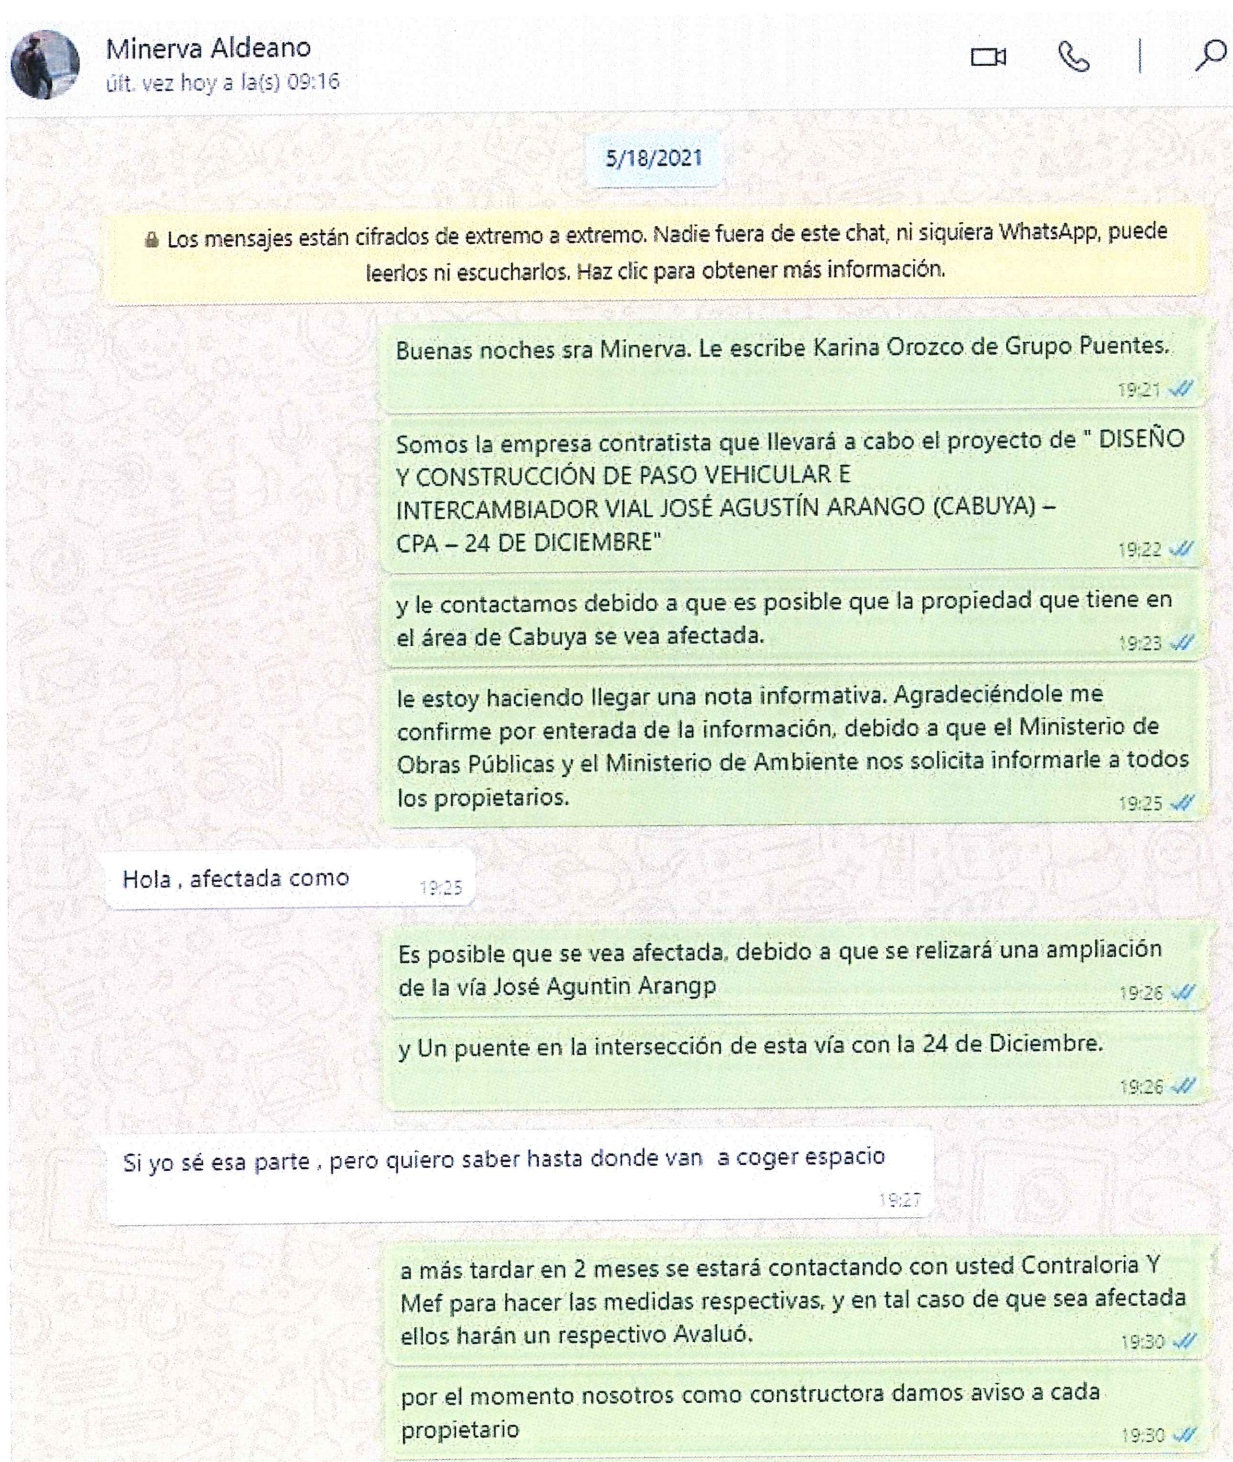 Minerva Aldeano
últ. vez hoy a la(s) 09:16
5/18/2021
Los mensajes están cifrados de extremo a extremo. Nadie fuera de este chat, ni siquiera WhatsApp, puede
leerlos ni escucharlos. Haz clic para obtener más información.
Buenas noches sra Minerva. Le escribe Karina Orozco de Grupo Puentes.
19:21
Somos la empresa contratista que llevará a cabo el proyecto de " DISEÑO
Y CONSTRUCCIÓN DE PASO VEHICULAR E
INTERCAMBIADOR VIAL JOSÉ AGUSTÍN ARANGO (CABUYA) –
CPA – 24 DE DICIEMBRE"
19:22
y le contactamos debido a que es posible que la propiedad que tiene en
el área de Cabuya se vea afectada.
19:23
le estoy haciendo llegar una nota informativa. Agradeciéndole me
confirme por enterada de la información, debido a que el Ministerio de
Obras Públicas y el Ministerio de Ambiente nos solicita informarle a todos
los propietarios.
19:25
Hola , afectada como
19:25
Es posible que se vea afectada, debido a que se relizará una ampliación
de la vía José Aguntin Arangp
19:26
y Un puente en la intersección de esta vía con la 24 de Diciembre.
19:26
Si yo sé esa parte , pero quiero saber hasta donde van  a coger espacio
19:27
a más tardar en 2 meses se estará contactando con usted Contraloria Y
Mef para hacer las medidas respectivas, y en tal caso de que sea afectada
ellos harán un respectivo Avaluó.
19:30
por el momento nosotros como constructora damos aviso a cada
propietario
19:30